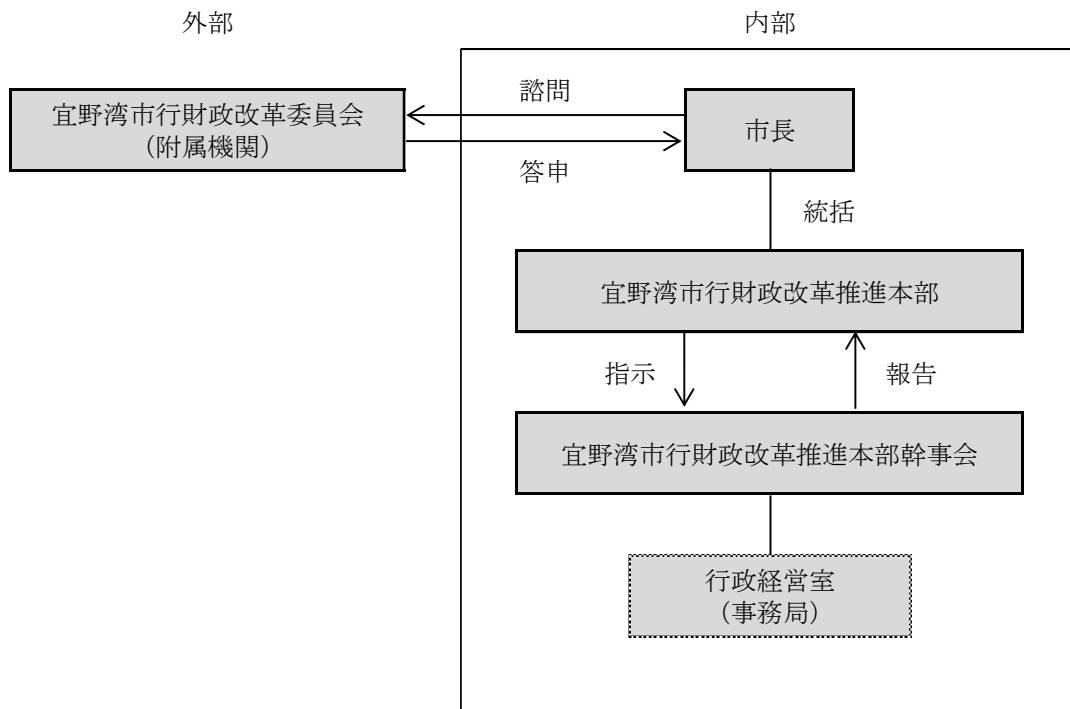 外部
内部
宜野湾市行財政改革委員会
（附属機関）
諮問
答申
市長
統括
宜野湾市行財政改革推進本部
指示
報告
宜野湾市行財政改革推進本部幹事会
行政経営室
（事務局）